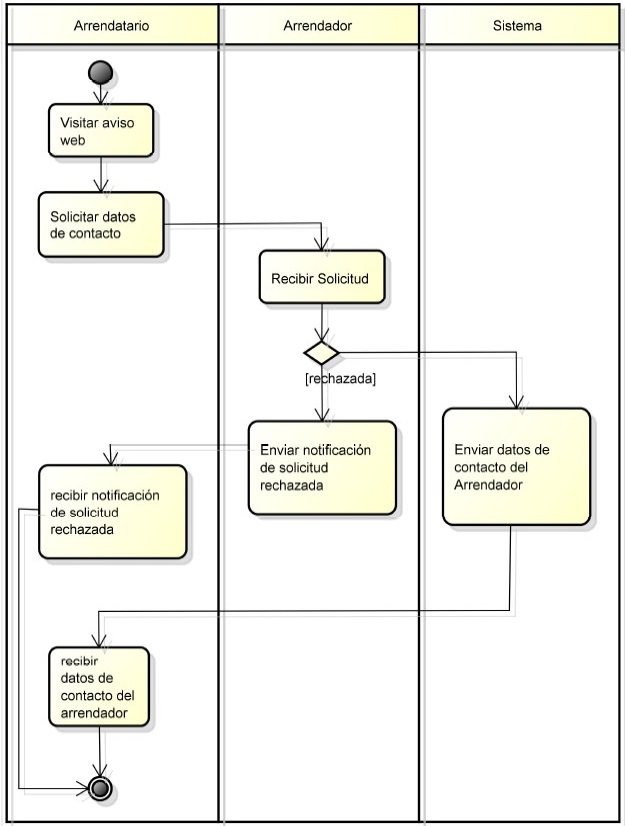 Arrendatario
Arrendador
Sistema
Visitar aviso
web
Solicitar datos
de contacto
Recibir Solicitud
[rechazada]
Enviar notificación
de solicitud
rechazada
Enviar datos de
contacto del
Arrendador
recibir notificación
de solicitud
rechazada
recibir
datos de
contacto del
arrendador